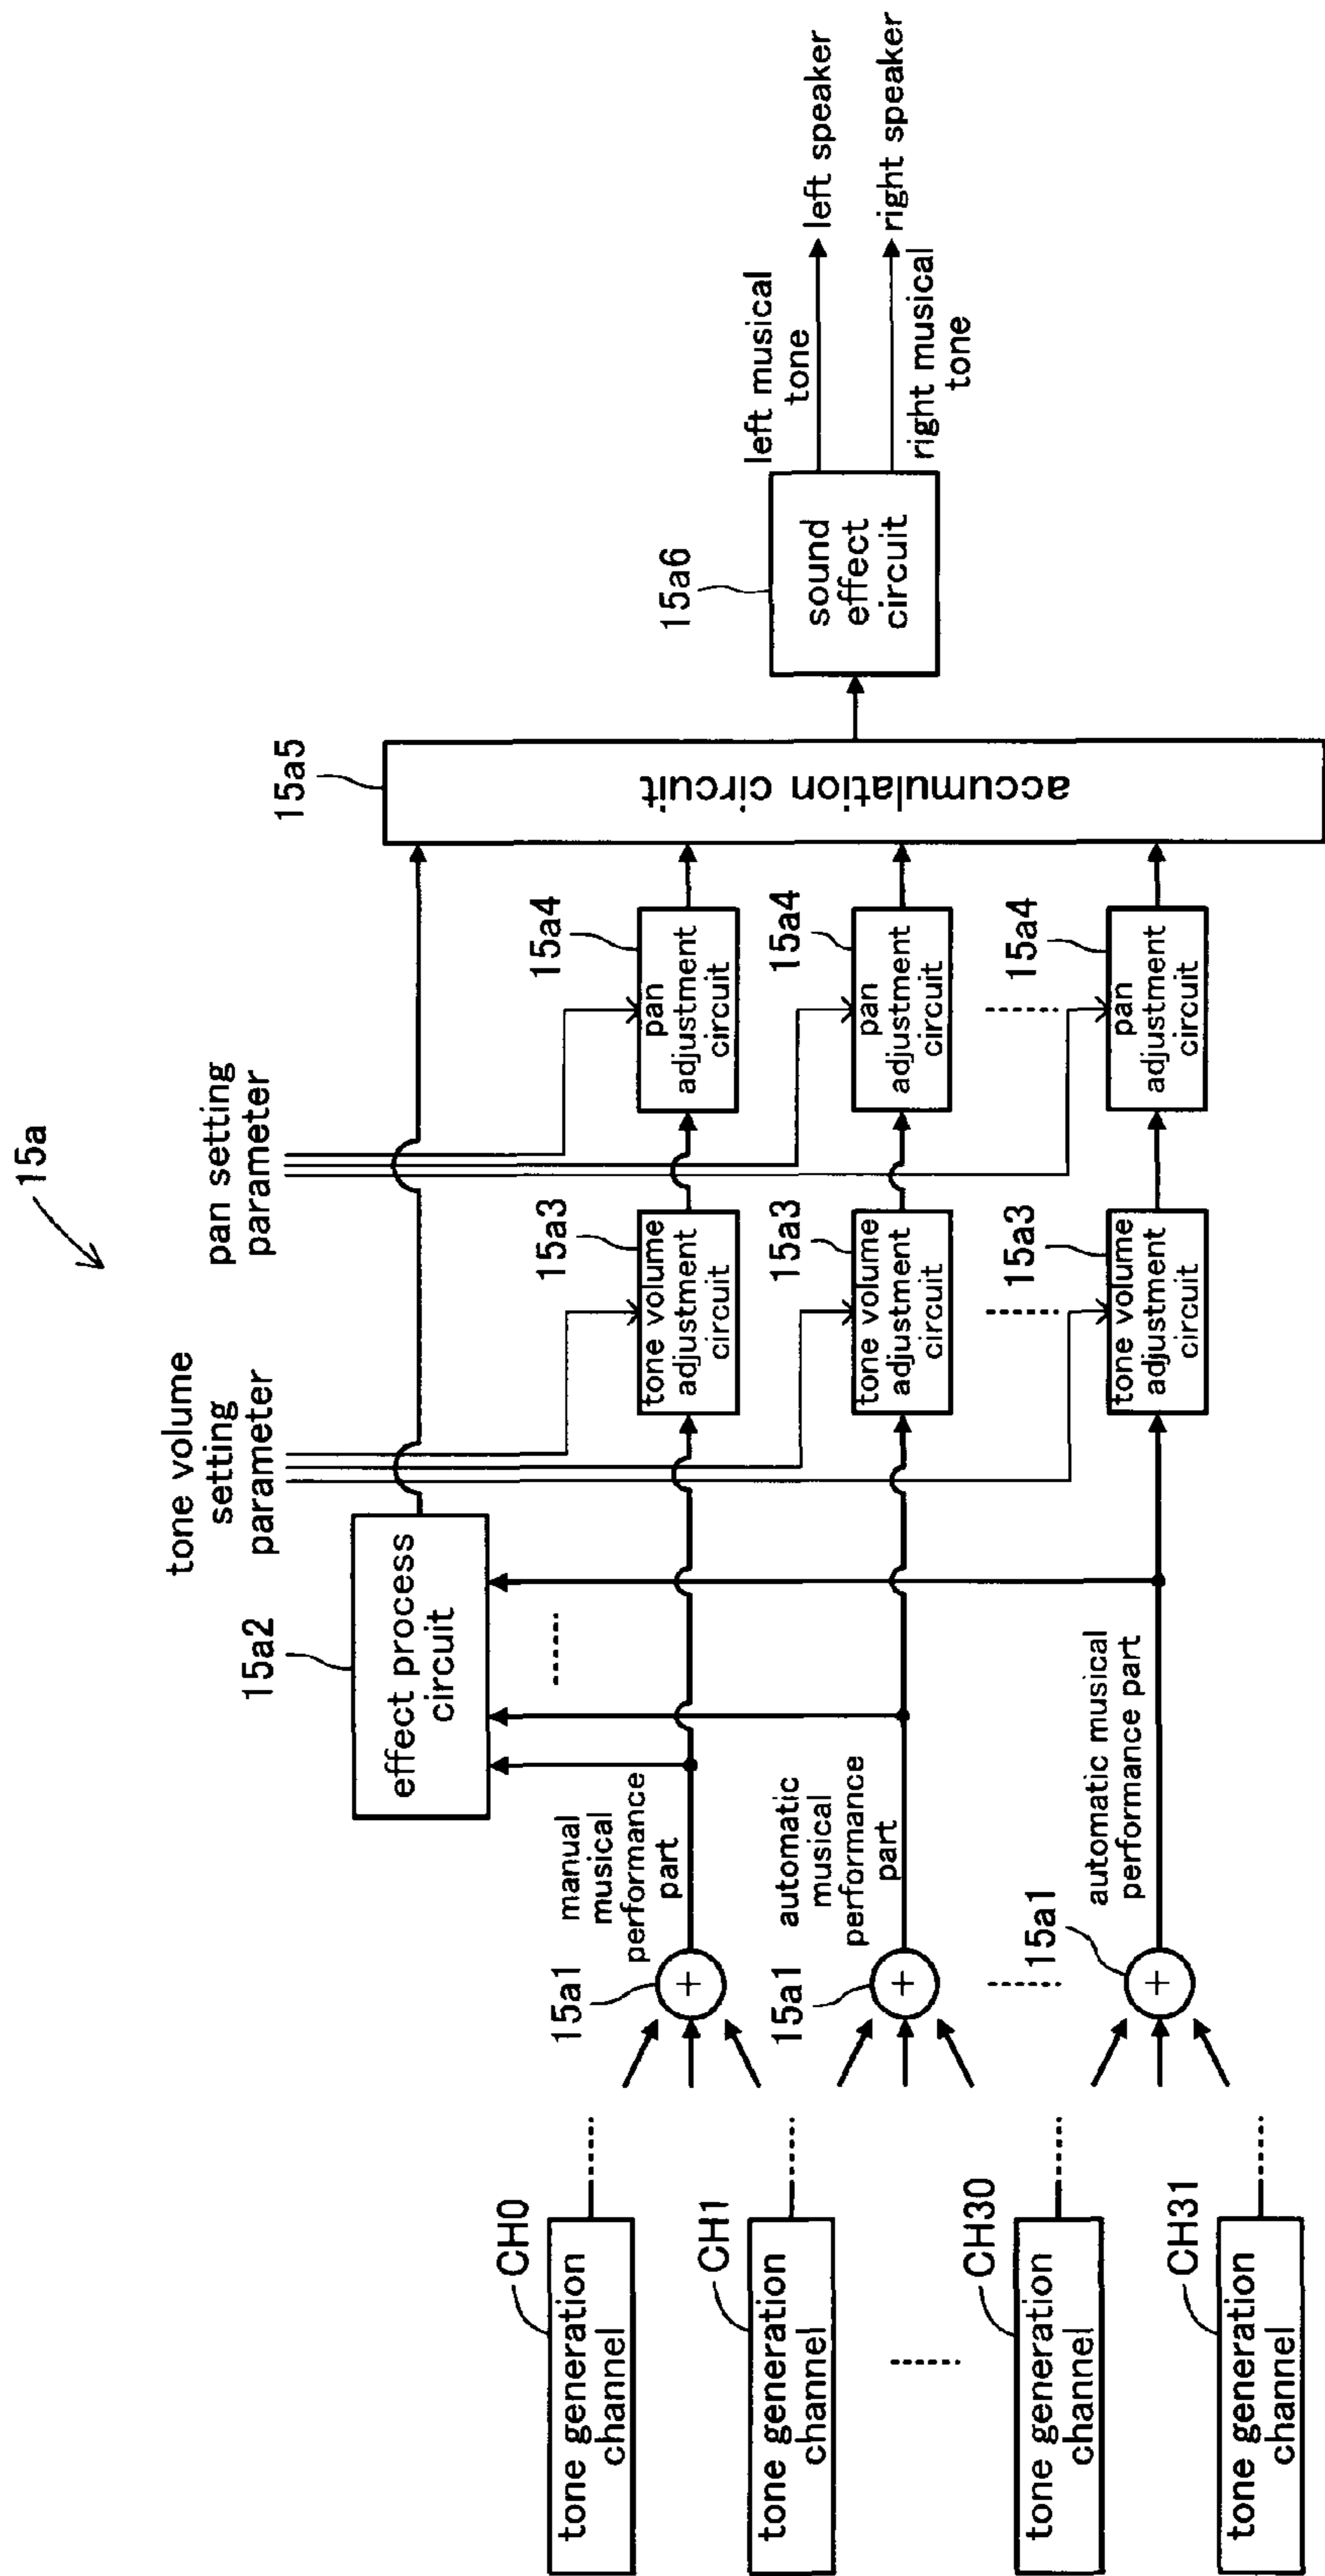 15a
tone volume
setting
parameter
pan setting
parameter
15a2
effect process
circuit
15a5
accumulation circuit
CH0
tone generation
channel
15a1
+
manual
musical
performance
part
15a3
tone volume
adjustment
circuit
15a4
pan
adjustment
circuit
15a6
sound
effect
circuit
left musical
tone
left speaker
right speaker
right musical
tone
CH1
tone generation
channel
15a1
+
automatic
musical
performance
part
15a3
tone volume
adjustment
circuit
15a4
pan
adjustment
circuit
CH30
tone generation
channel
15a1
+
automatic musical
performance part
15a3
tone volume
adjustment
circuit
15a4
pan
adjustment
circuit
CH31
tone generation
channel